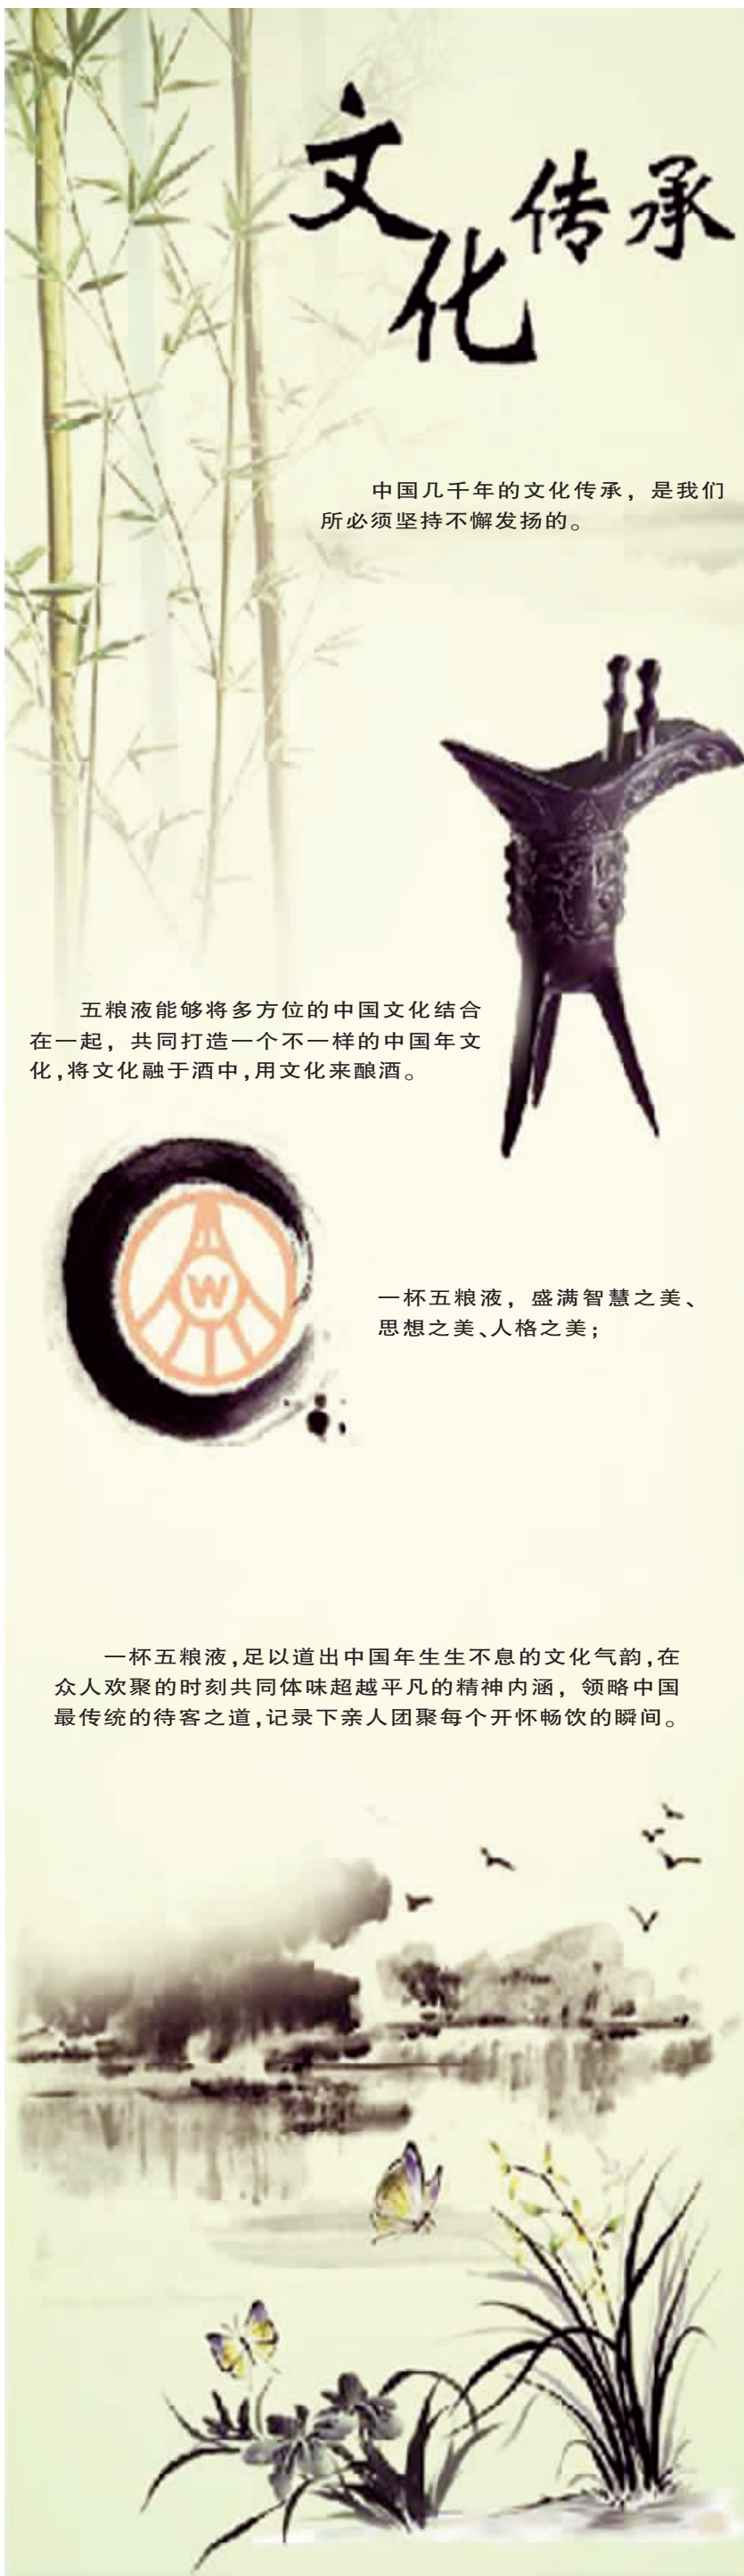 文化传承
中国几千年的文化传承，是我们
所必须坚持不懈发扬的。
五粮液能够将多方位的中国文化结合
在一起，共同打造一个不一样的中国年文
化,将文化融于酒中,用文化来酿酒。
W
一杯五粮液，盛满智慧之美、
思想之美、人格之美；
一杯五粮液,足以道出中国年生生不息的文化气韵,在
众人欢聚的时刻共同体味超越平凡的精神内涵，领略中国
最传统的待客之道,记录下亲人团聚每个开怀畅饮的瞬间。